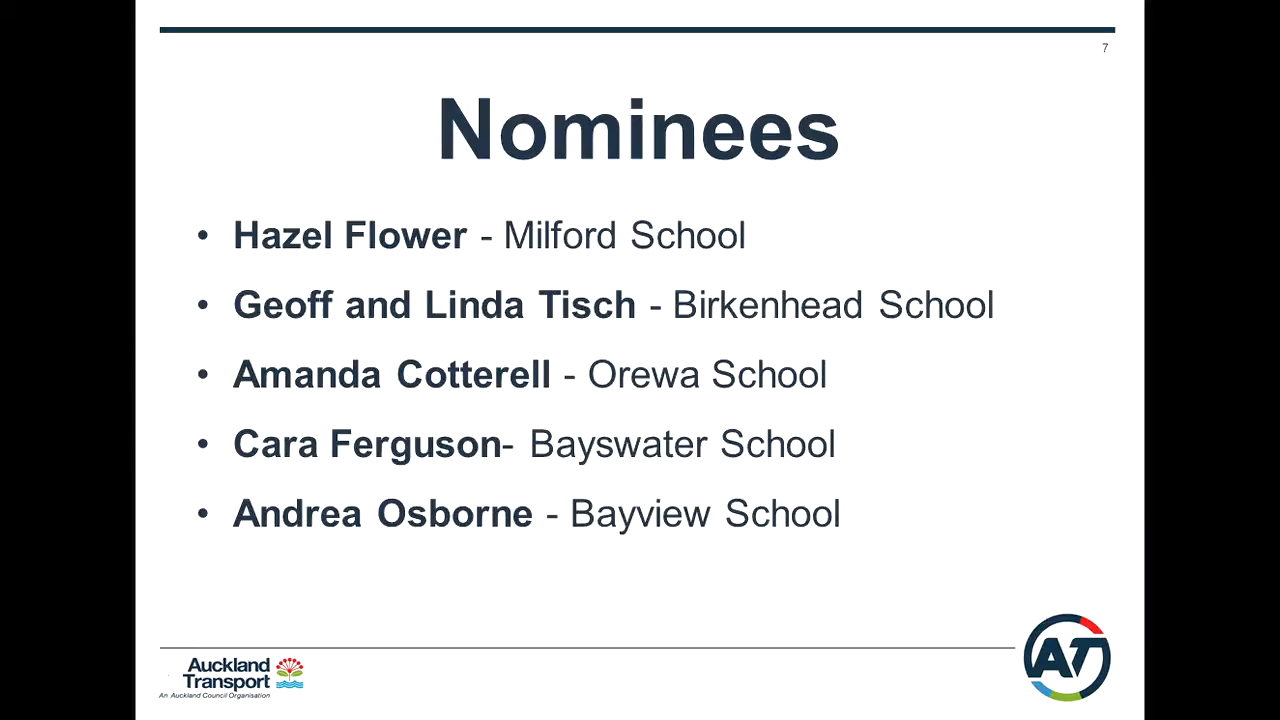 7
Nominees
• Hazel Flower - Milford School
• Geoff and Linda Tisch - Birkenhead School
• Amanda Cotterell - Orewa School
• Cara Ferguson- Bayswater School
• Andrea Osborne - Bayview School
Auckland
Transport
An Auckland Council Organisation
AT